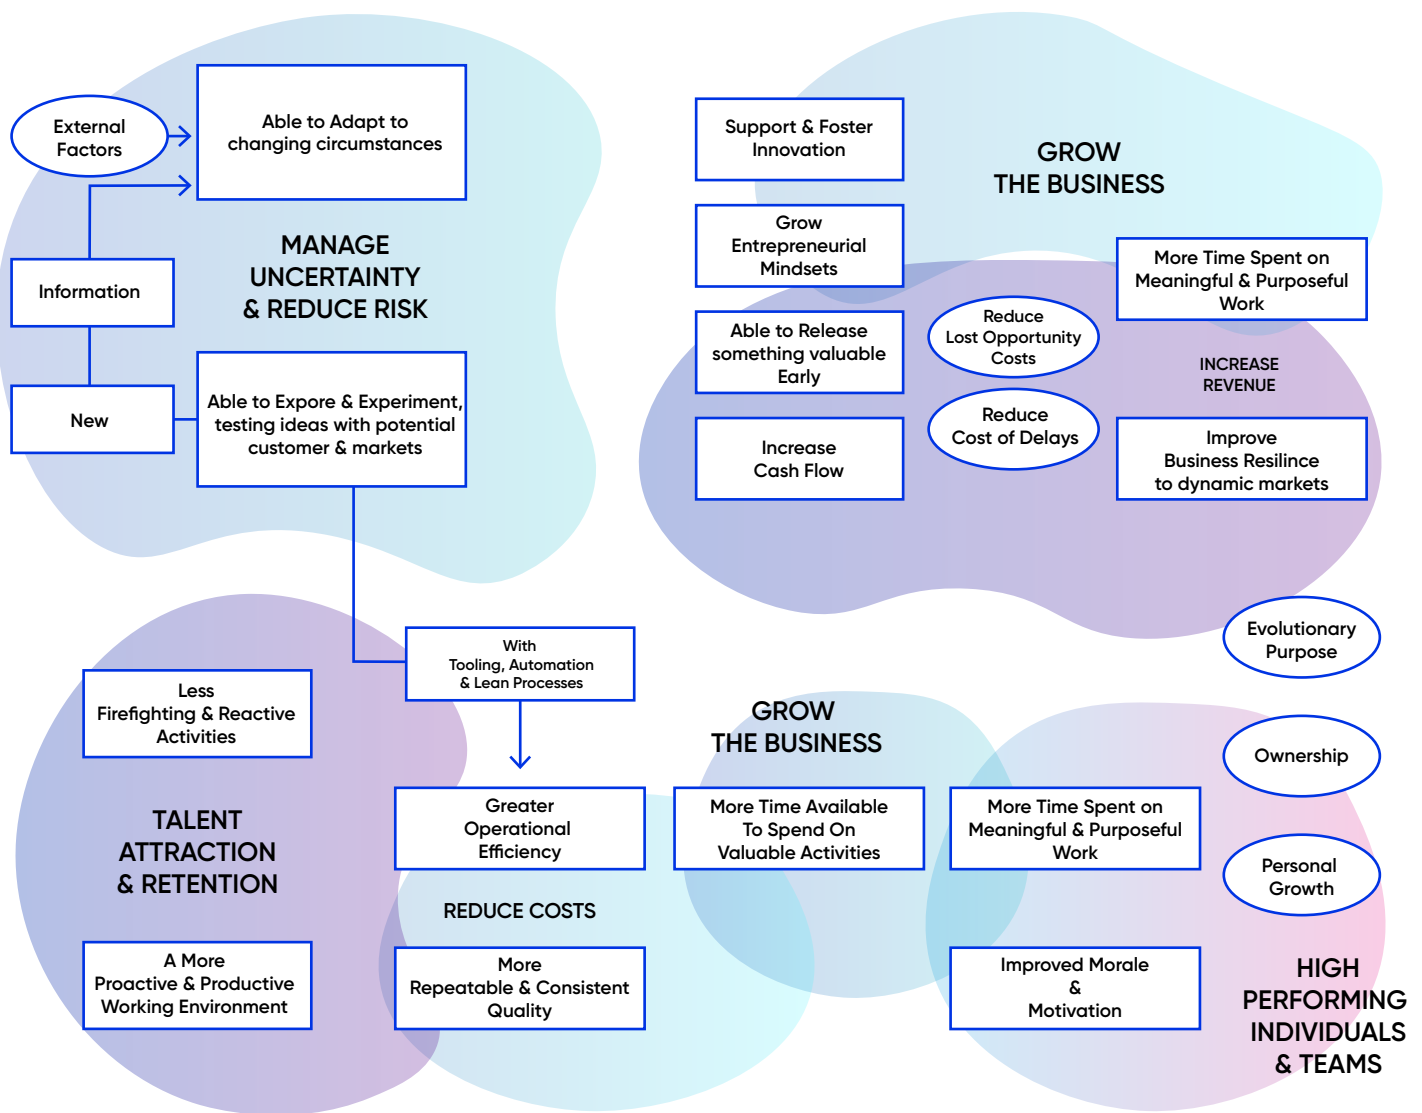 External
Factors
Able to Adapt to
changing circumstances
MANAGE
UNCERTAINTY
& REDUCE RISK
Information
New
Able to Expore & Experiment,
testing ideas with potential
customer & markets
Support & Foster
Innovation
GROW
THE BUSINESS
Grow
Entrepreneurial
Mindsets
More Time Spent on
Meaningful & Purposeful
Work
Able to Release
something valuable
Early
Reduce
Lost Opportunity
Costs
INCREASE
REVENUE
Reduce
Cost of Delays
Increase
Cash Flow
Improve
Business Resilince
to dynamic markets
With
Tooling, Automation
& Lean Processes
Less
Firefighting & Reactive
Activities
TALENT
ATTRACTION
& RETENTION
A More
Proactive & Productive
Working Environment
Greater
Operational
Efficiency
REDUCE COSTS
More
Repeatable & Consistent
Quality
GROW
THE BUSINESS
More Time Available
To Spend On
Valuable Activities
More Time Spent on
Meaningful & Purposeful
Work
Improved Morale
&
Motivation
Evolutionary
Purpose
Ownership
Personal
Growth
HIGH
PERFORMING
INDIVIDUALS
& TEAMS